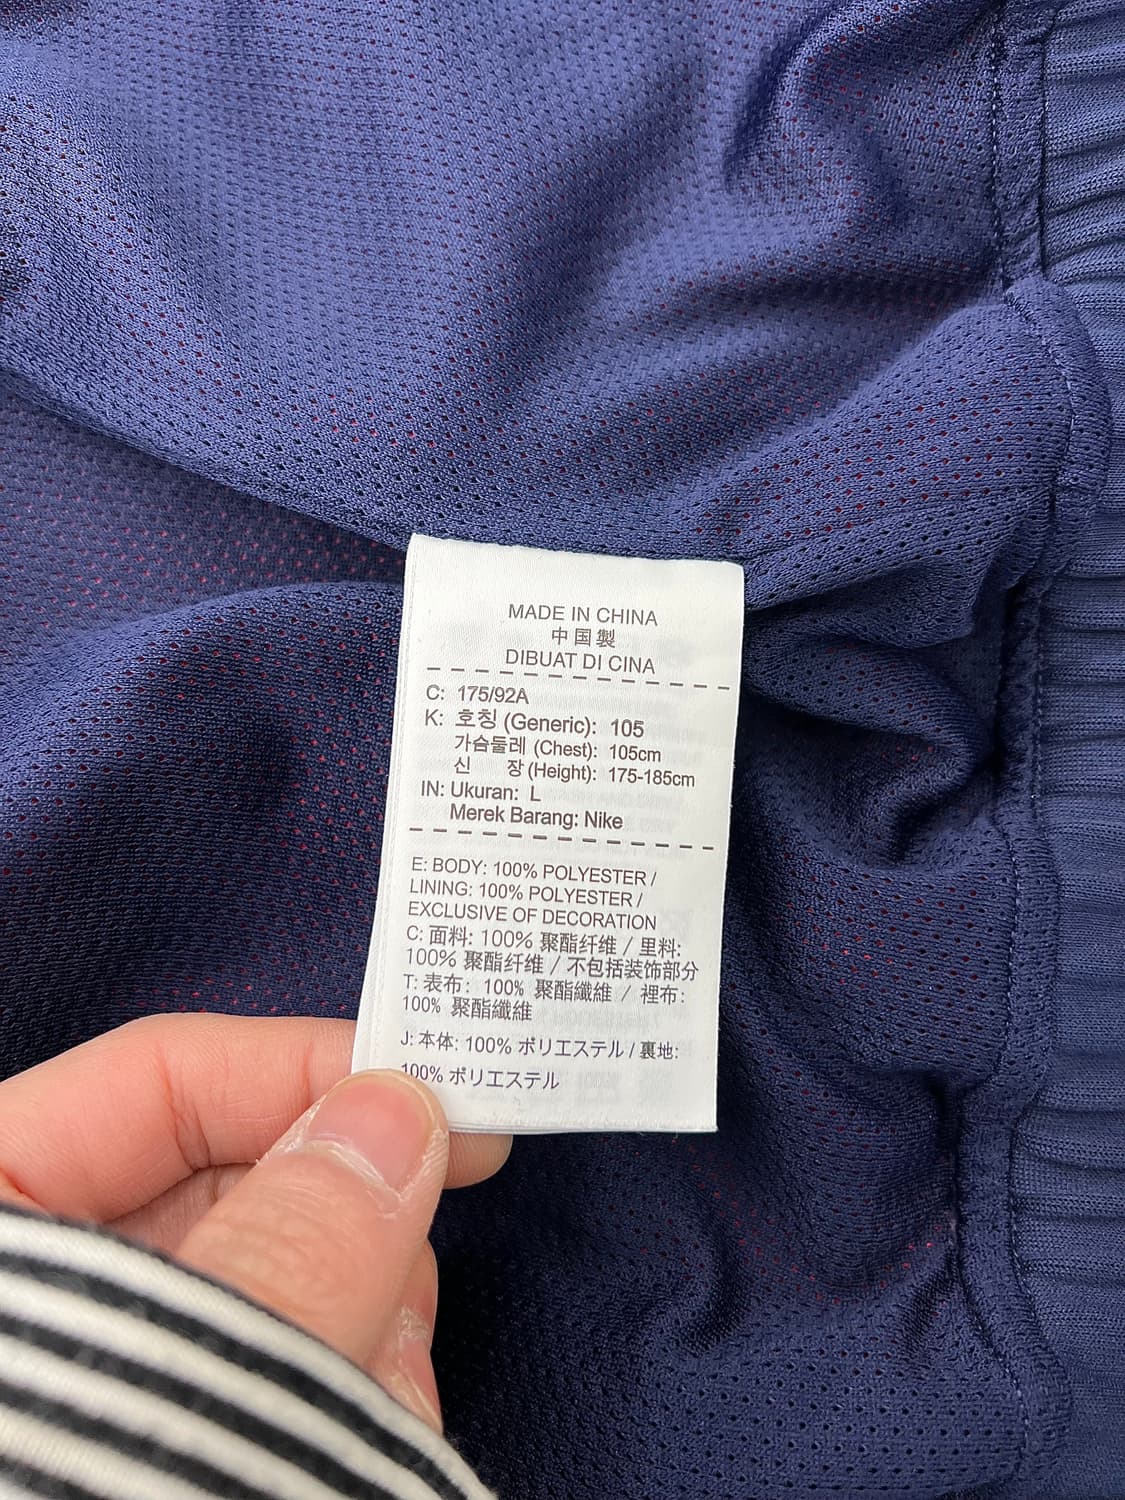 MADE IN CHINA
中国製
DIBUAT DI CINA
C: 175/92A
K: 호칭 (Generic): 105
가슴둘레 (Chest): 105cm
신 장 (Height): 175-185cm
IN: Ukuran: L
Merek Barang: Nike
E: BODY: 100% POLYESTER /
LINING: 100% POLYESTER /
EXCLUSIVE OF DECORATION
C: 面料: 100% 聚酯纤维 / 里料:
100% 聚酯纤维 / 不包括装饰部分
T: 表布: 100% 聚酯纖維 / 裡布:
100% 聚酯纖維
J: 本体: 100% ポリエステル / 裏地:
100% ポリエステル